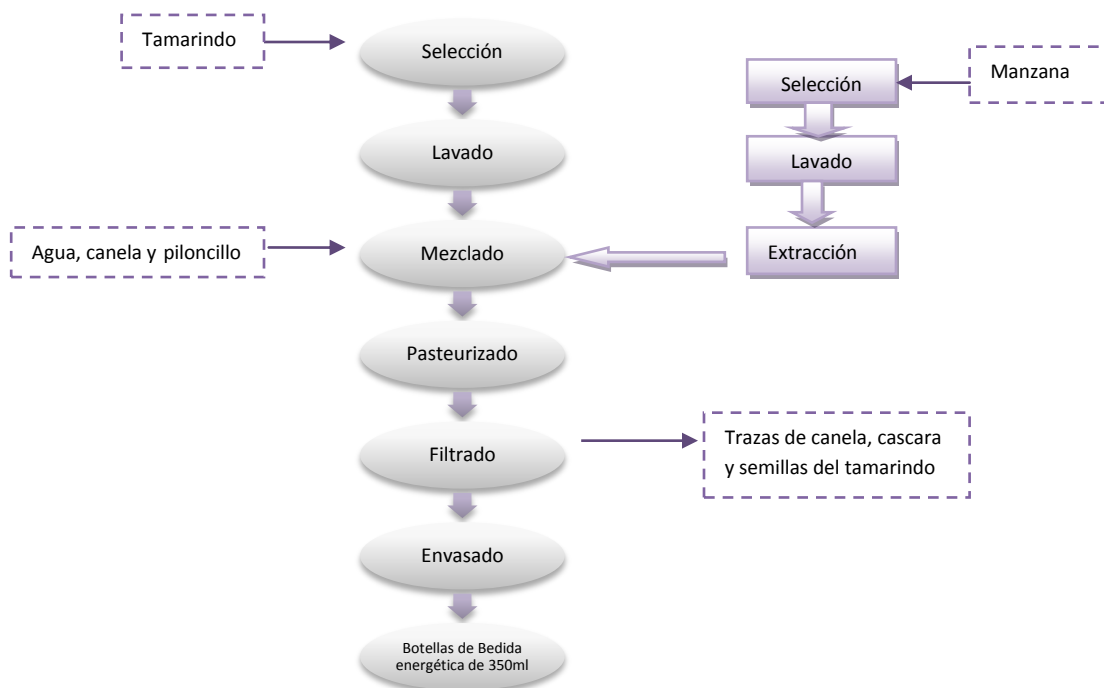 Tamarindo
Selección
Lavado
Agua, canela y piloncillo
Mezclado
Pasteurizado
Filtrado
Trazas de canela, cascara
y semillas del tamarindo
Envasado
Botellas de Bedida
energética de 350ml
Manzana
Selección
Lavado
Extracción